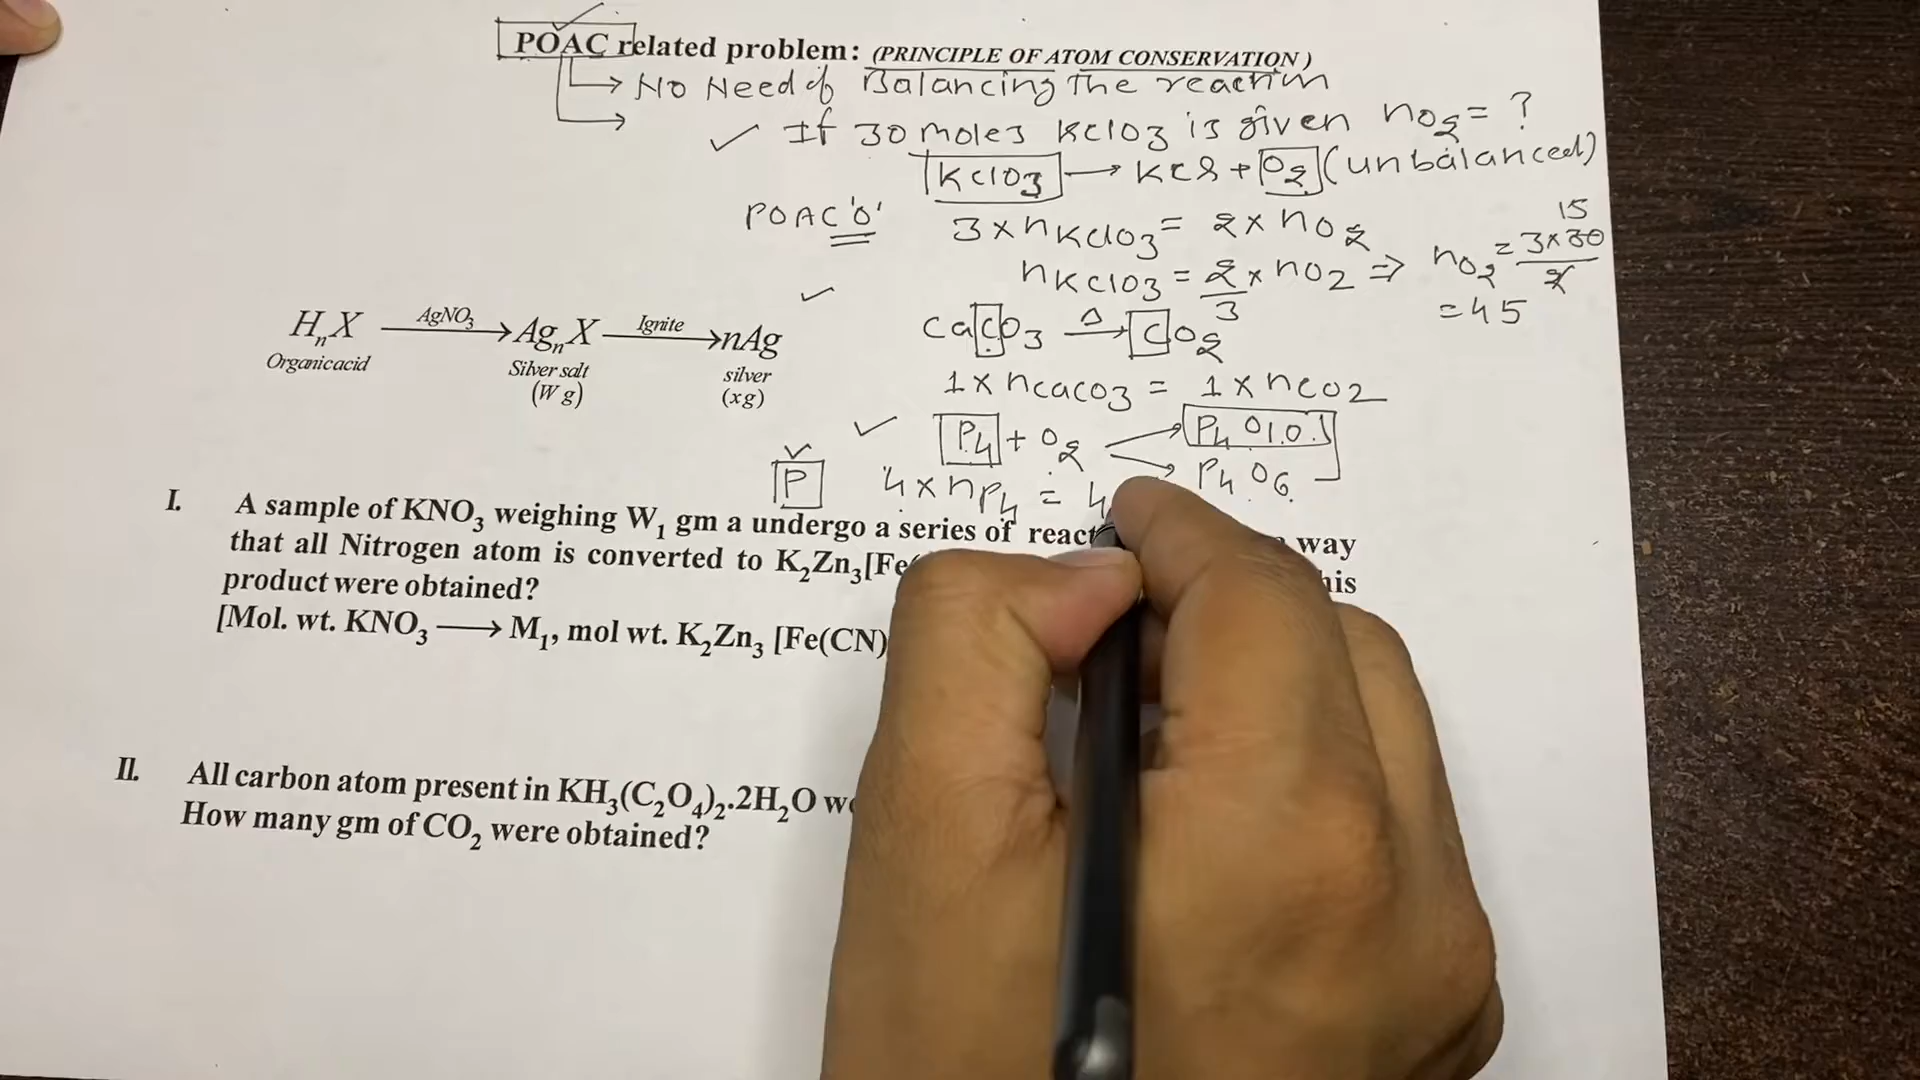 POAC related problem: (PRINCIPLE OF ATOM CONSERVATION)
→ No Need of Balancing The reaction
→
✓ If 30 moles KClO3 is given nO2 = ?
KClO3 → KCl + O2 (unbalanced)
POAC 'O' 3 × nKClO3 = 2 × nO2
nKClO3 = 2/3 × nO2 ⇒ nO2 = 3×30/2 15
= 45
HnX AgNO3 → AgnX Ignite → nAg
Organic acid Silver salt silver
(W g) (x g)
✓ CaCO3 Δ → CO2
1 × nCaCO3 = 1 × nCO2
✓ P4 + O2 → P4O10
→ P4O6
P 4 × nP4 = 4
I. A sample of KNO3 weighing W1 gm a undergo a series of react way
that all Nitrogen atom is converted to K2Zn3[Fe his
product were obtained?
[Mol. wt. KNO3 → M1, mol wt. K2Zn3 [Fe(CN)
II. All carbon atom present in KH3(C2O4)2.2H2O
How many gm of CO2 were obtained?